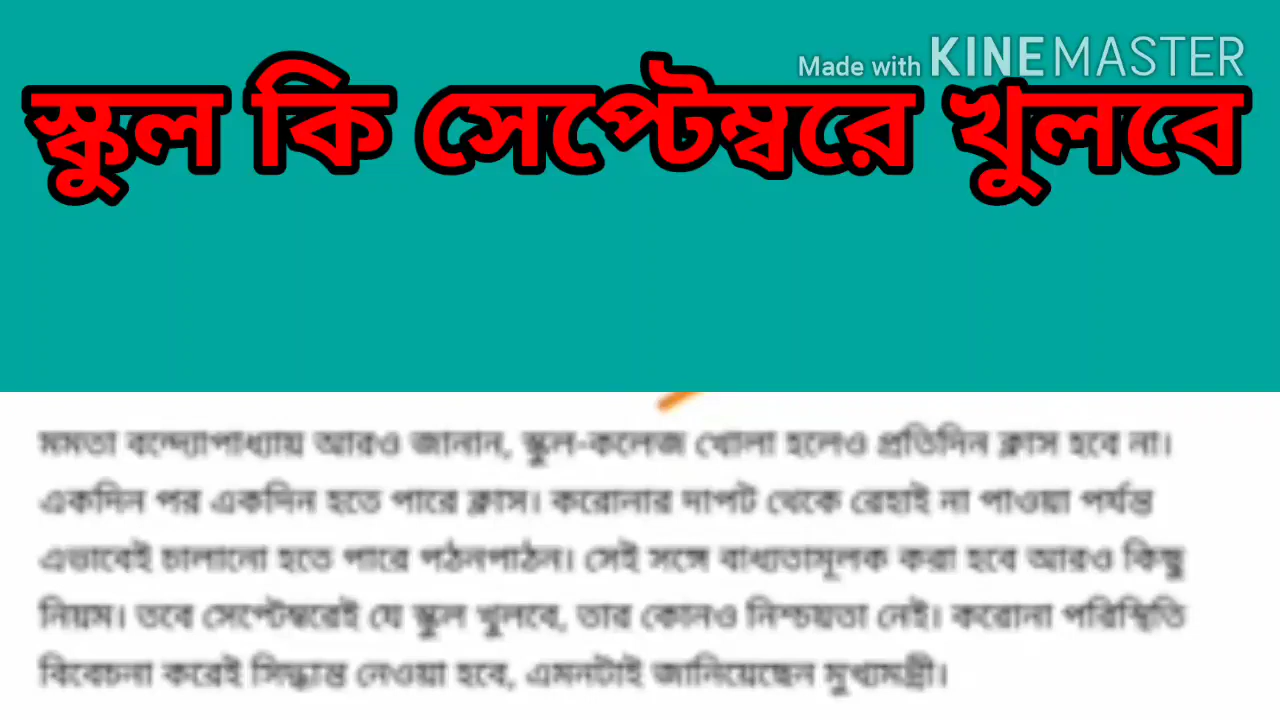 Made with KINEMASTER
স্কুল কি সেপ্টেম্বরে খুলবে
মমতা বন্দ্যোপাধ্যায় আরও জানান, স্কুল-কলেজ খোলা হলেও প্রতিদিন ক্লাস হবে না।
একদিন পর একদিন হতে পারে ক্লাস। করোনার দাপট থেকে রেহাই না পাওয়া পর্যন্ত
এভাবেই চালানো হতে পারে পঠনপাঠন। সেই সঙ্গে বাধ্যতামূলক করা হবে আরও কিছু
নিয়ম। তবে সেপ্টেম্বরেই যে স্কুল খুলবে, তার কোনও নিশ্চয়তা নেই। করোনা পরিস্থিতি
বিবেচনা করেই সিদ্ধান্ত নেওয়া হবে, এমনটাই জানিয়েছেন মুখ্যমন্ত্রী।